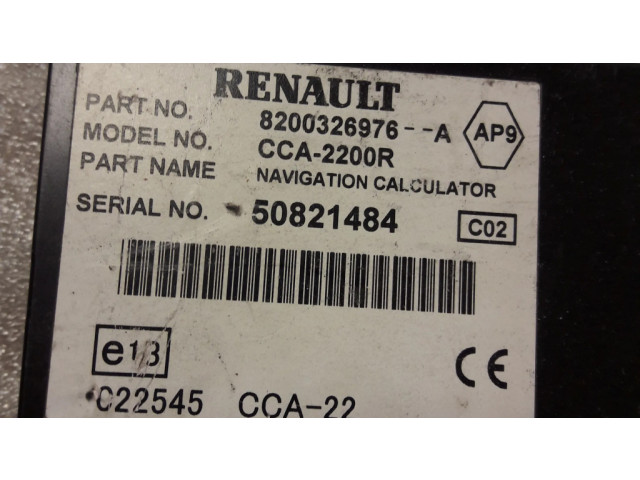 RENAULT
PART NO. 8200326976--A
AP9
MODEL NO. CCA-2200R
PART NAME NAVIGATION CALCULATOR
SERIAL NO. 50821484
C02
e13
CE
022545 CCA-22